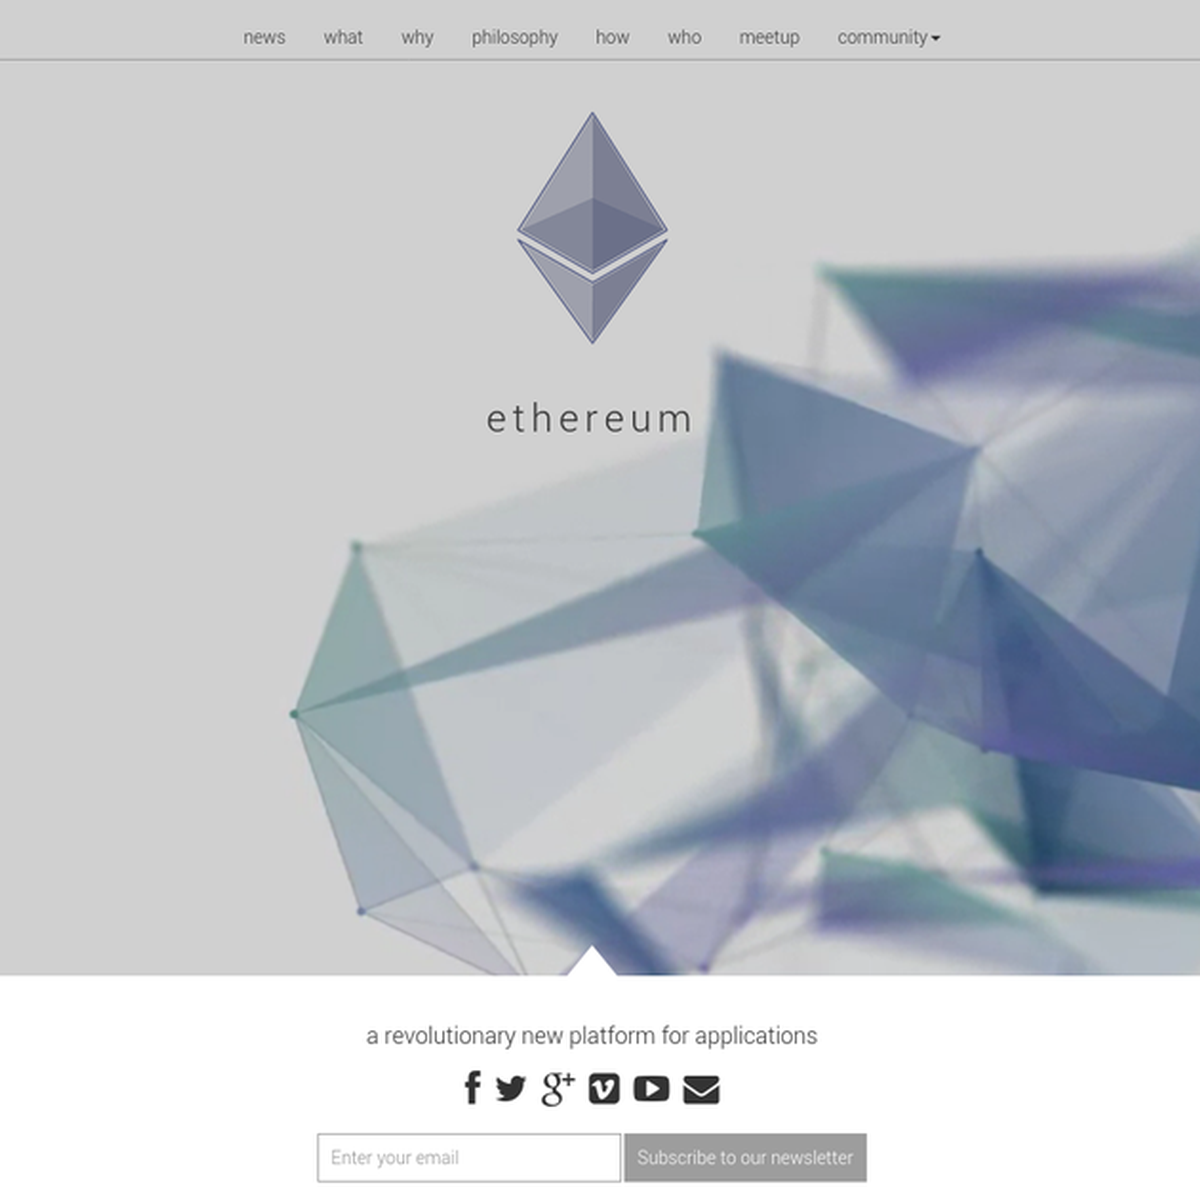 news what why philosophy how who meetup community
ethereum
a revolutionary new platform for applications
Enter your email Subscribe to our newsletter